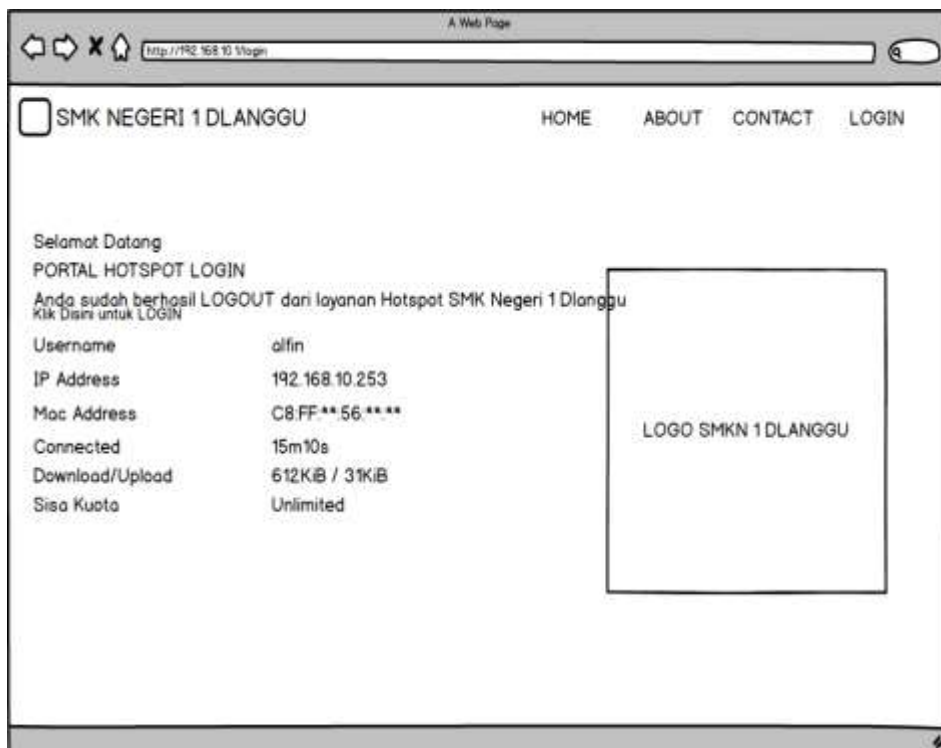 A Web Page
http://192.168.10.1/login
SMK NEGERI 1 DLANGGU
HOME ABOUT CONTACT LOGIN
Selamat Datang
PORTAL HOTSPOT LOGIN
Anda sudah berhasil LOGOUT dari layanan Hotspot SMK Negeri 1 Dlanggu
Klik Disini untuk LOGIN
Username alfin
IP Address 192.168.10.253
Mac Address C8:FF:**:56:**:**
Connected 15m10s
Download/Upload 612KiB / 31KiB
Sisa Kuota Unlimited
LOGO SMKN 1 DLANGGU